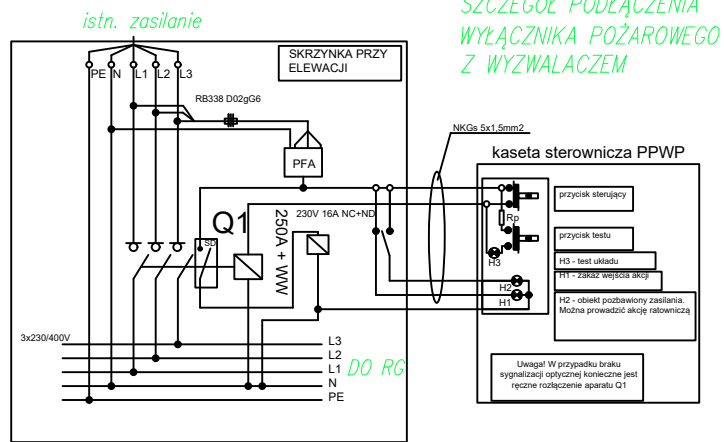 istn. zasilanie
SZCZEGÓŁ PODŁĄCZENIA
WYŁĄCZNIKA POŻAROWEGO
Z WYZWALACZEM
SKRZYNKA PRZY
ELEWACJI
PE N L1 L2 L3
RB338 D02gG6
PFA
NKGs 5x1,5mm2
kaseta sterownicza PPWP
Q1
SD
250A + WW
230V 16A NC+ND
Rp
H3
H2
H1
przycisk sterujący
przycisk testu
H3 - test układu
H1 - zakaz wejścia akcji
H2 - obiekt pozbawiony zasilania.
Można prowadzić akcję ratowniczą
Uwaga! W przypadku braku
sygnalizacji optycznej konieczne jest
ręczne rozłączenie aparatu Q1
3x230/400V
L3
L2
L1
N
PE
DO RG